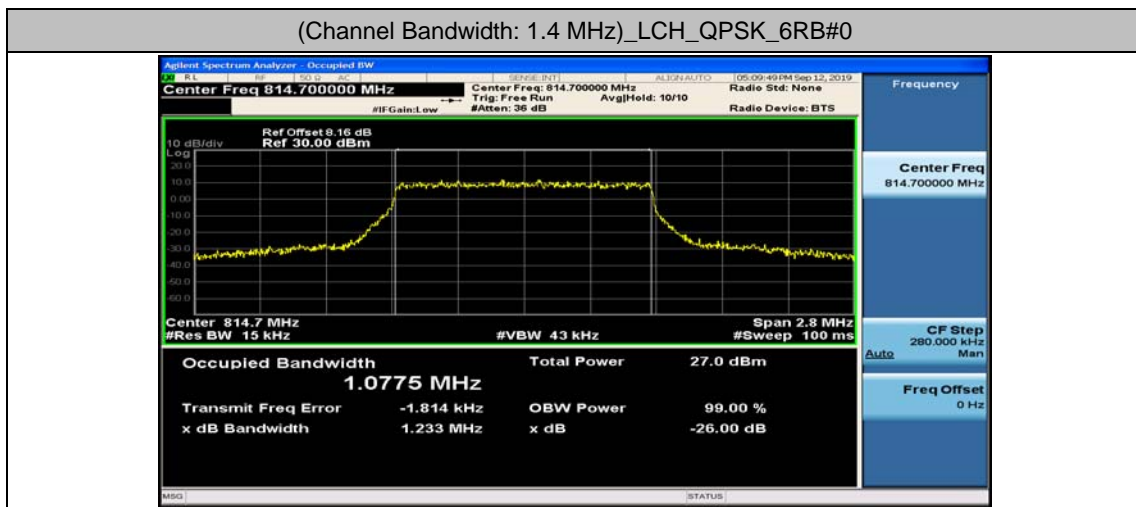 (Channel Bandwidth: 1.4 MHz)_LCH_QPSK_6RB#0
Agilent Spectrum Analyzer - Occupied BW
RL RF 50 Ω AC SENSE:INT ALIGN AUTO 05:09:49 PM Sep 12, 2019
Center Freq 814.700000 MHz Center Freq: 814.700000 MHz Radio Std: None
Trig: Free Run Avg|Hold: 10/10
#IFGain:Low #Atten: 36 dB Radio Device: BTS
Frequency
Ref Offset 8.16 dB
10 dB/div Ref 30.00 dBm
Log
20.0
10.0
0.00
-10.0
-20.0
-30.0
-40.0
-50.0
-60.0
Center Freq
814.700000 MHz
Center 814.7 MHz Span 2.8 MHz
#Res BW 15 kHz #VBW 43 kHz #Sweep 100 ms
CF Step
280.000 kHz
Auto Man
Occupied Bandwidth Total Power 27.0 dBm
1.0775 MHz
Transmit Freq Error -1.814 kHz OBW Power 99.00 %
x dB Bandwidth 1.233 MHz x dB -26.00 dB
Freq Offset
0 Hz
MSG STATUS